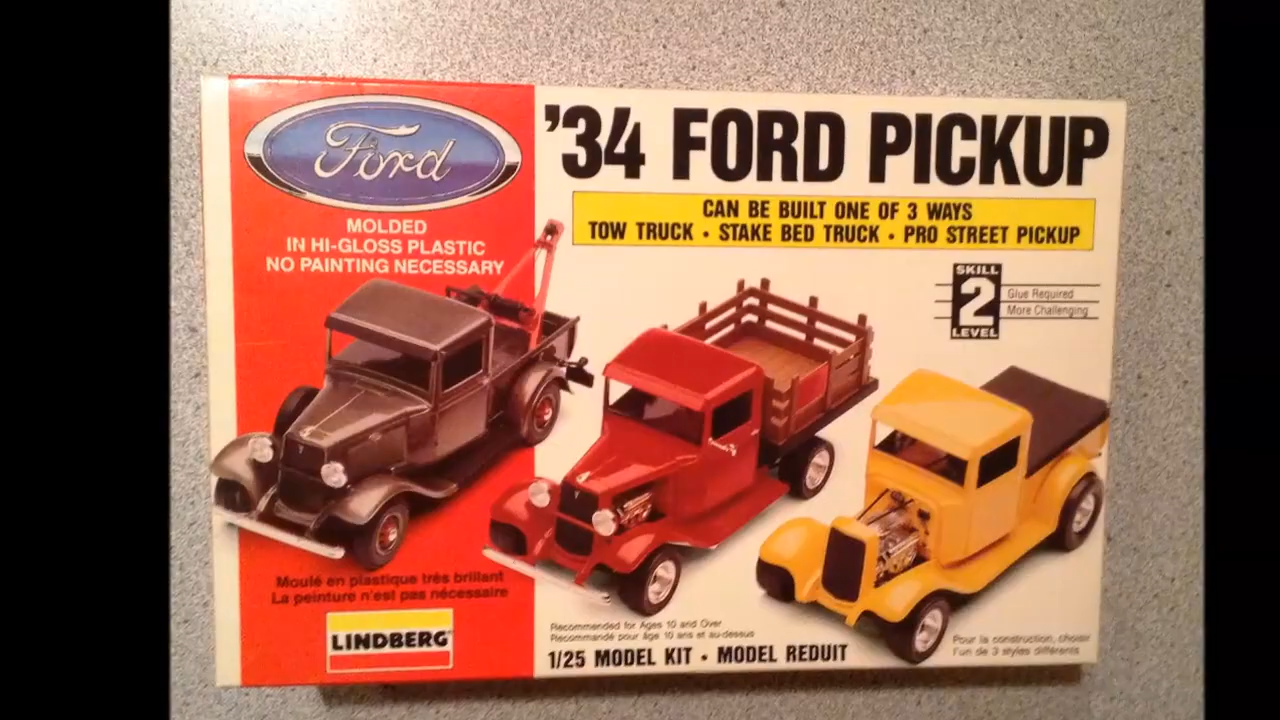 Ford
MOLDED
IN HI-GLOSS PLASTIC
NO PAINTING NECESSARY
'34 FORD PICKUP
CAN BE BUILT ONE OF 3 WAYS
TOW TRUCK • STAKE BED TRUCK • PRO STREET PICKUP
SKILL
2
LEVEL
Glue Required
More Challenging
Moulé en plastique très brillant
La peinture n'est pas nécessaire
LINDBERG
Recommended for Ages 10 and Over
Recommandé pour âge 10 ans et au-dessus
1/25 MODEL KIT • MODEL REDUIT
Pour la construction, choisir
l'un de 3 styles différents